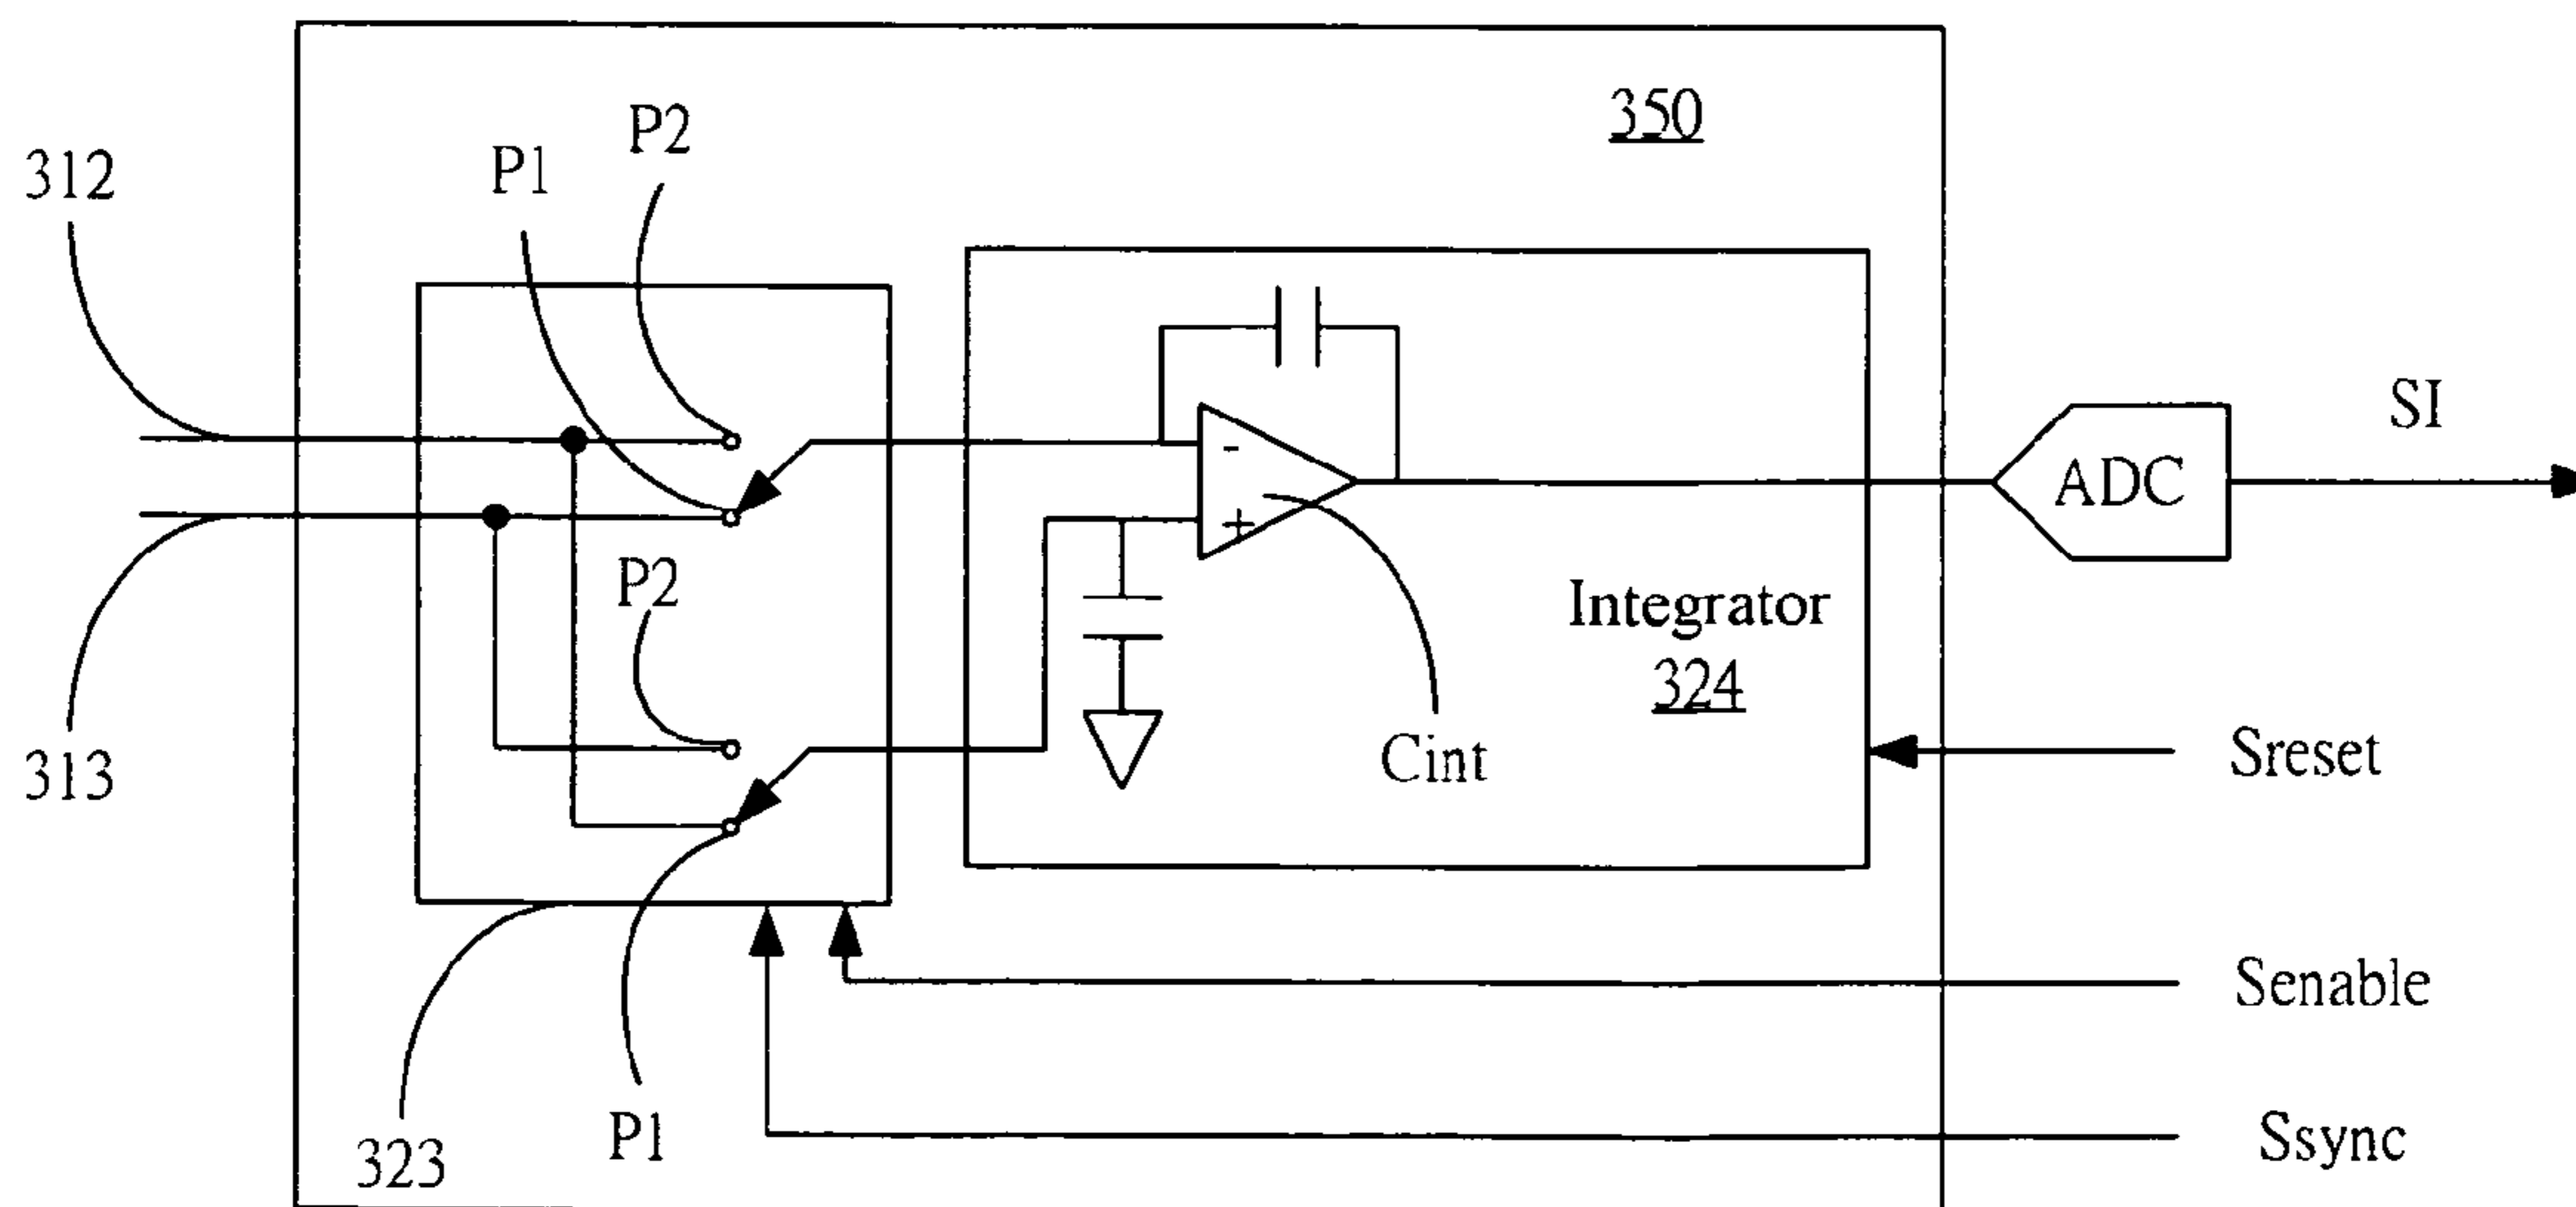 350
P2
P1
312
SI
ADC
-
+
P2
Integrator
324
313
Cint
Sreset
Senable
P1
323
Ssync